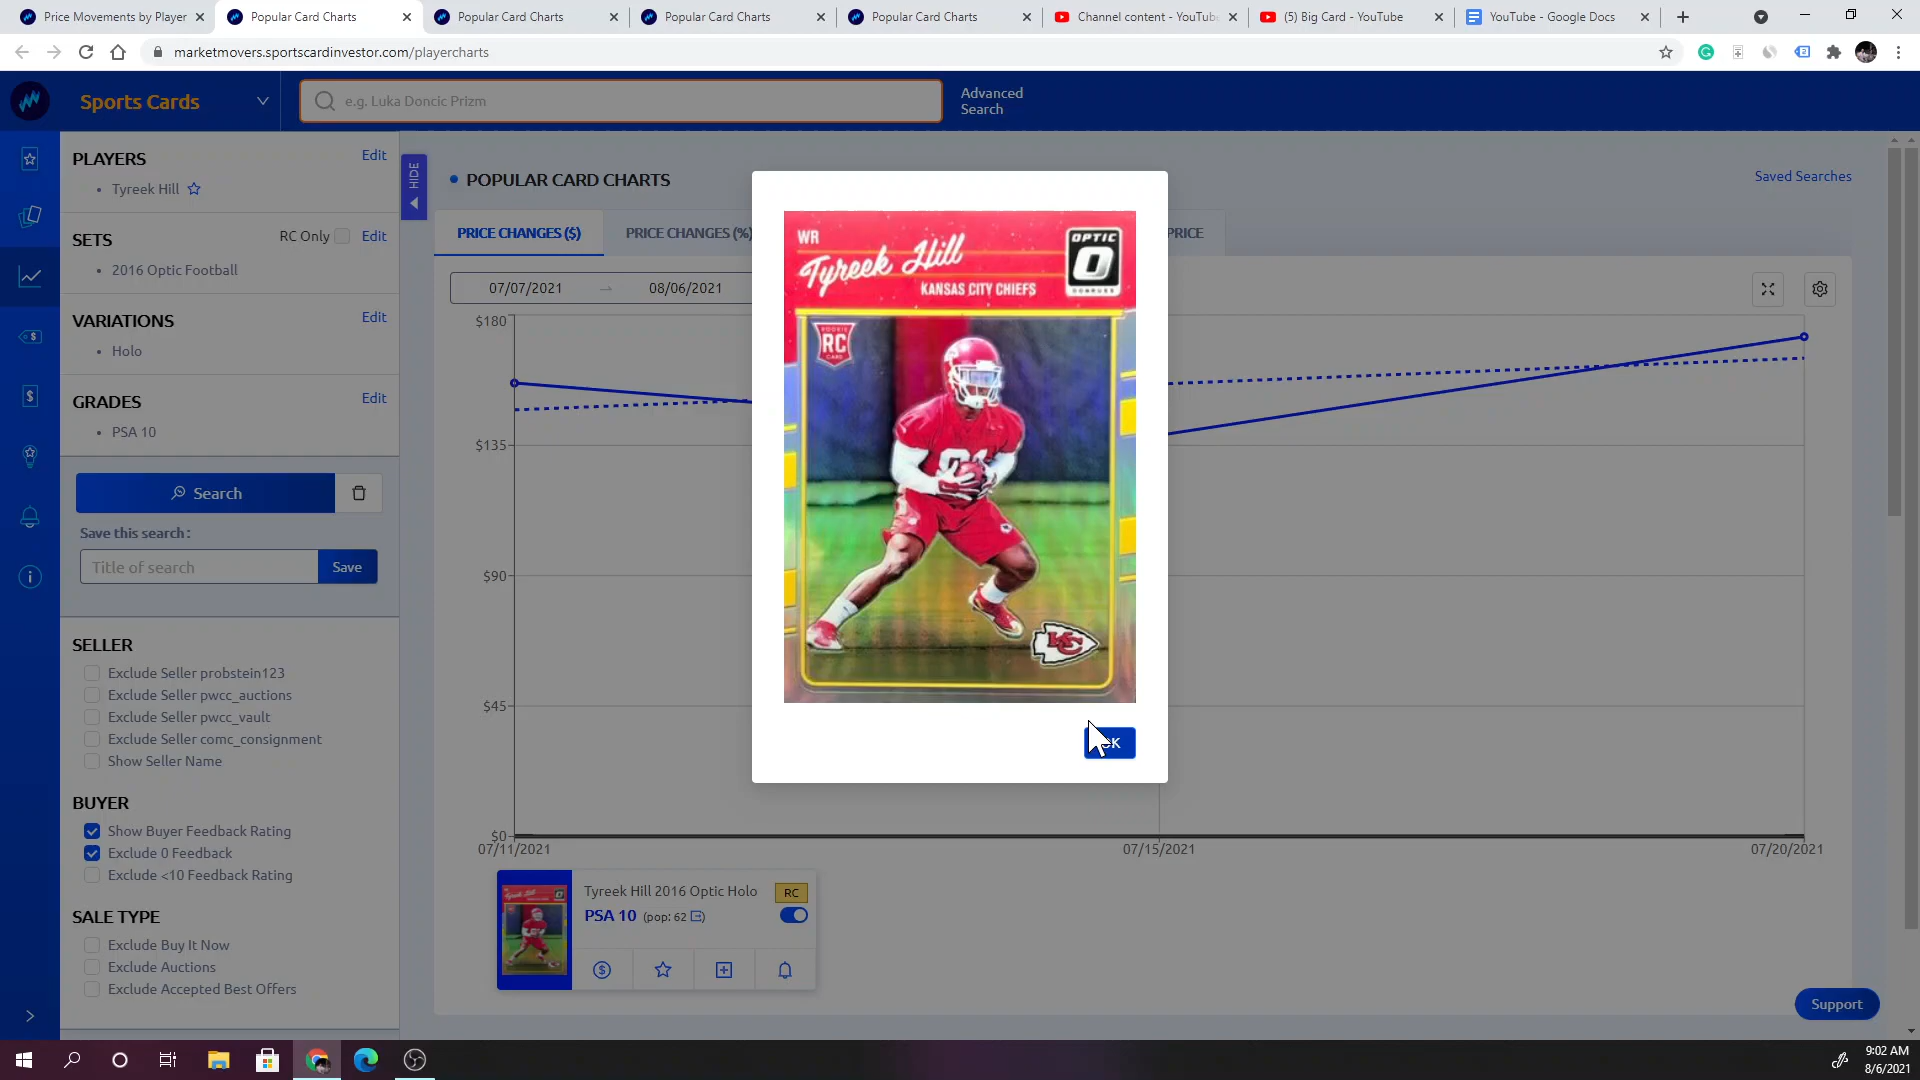 Price Movements by Player
Popular Card Charts
Popular Card Charts
Popular Card Charts
Popular Card Charts
Channel content - YouTube
(5) Big Card - YouTube
YouTube - Google Docs
marketmovers.sportscardinvestor.com/playercharts
Sports Cards
e.g. Luka Doncic Prizm
Advanced
Search
PLAYERS
Edit
Tyreek Hill
SETS
RC Only
Edit
2016 Optic Football
VARIATIONS
Edit
Holo
GRADES
Edit
PSA 10
Search
Save this search:
Title of search
Save
SELLER
Exclude Seller probstein123
Exclude Seller pwcc_auctions
Exclude Seller pwcc_vault
Exclude Seller comc_consignment
Show Seller Name
BUYER
Show Buyer Feedback Rating
Exclude 0 Feedback
Exclude <10 Feedback Rating
SALE TYPE
Exclude Buy It Now
Exclude Auctions
Exclude Accepted Best Offers
HIDE
POPULAR CARD CHARTS
Saved Searches
PRICE CHANGES ($)
PRICE CHANGES (%)
PRICE
07/07/2021
08/06/2021
$180
$135
$90
$45
$0
07/11/2021
07/15/2021
07/20/2021
WR
Tyreek Hill
KANSAS CITY CHIEFS
OPTIC
DONRUSS
ROOKIE
RC
CARD
KC
Tyreek Hill 2016 Optic Holo
RC
PSA 10 (pop: 62)
Support
9:02 AM
8/6/2021